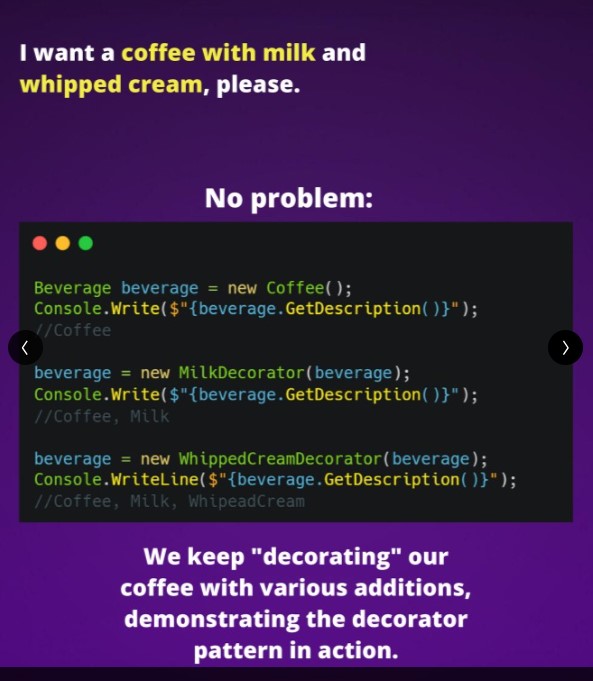 I want a coffee with milk and
whipped cream, please.
No problem:
Beverage beverage = new Coffee();
Console.Write($"{beverage.GetDescription()}");
//Coffee
beverage = new MilkDecorator(beverage);
Console.Write($"{beverage.GetDescription()}");
//Coffee, Milk
beverage = new WhippedCreamDecorator(beverage);
Console.WriteLine($"{beverage.GetDescription()}");
//Coffee, Milk, WhipeadCream
We keep "decorating" our
coffee with various additions,
demonstrating the decorator
pattern in action.